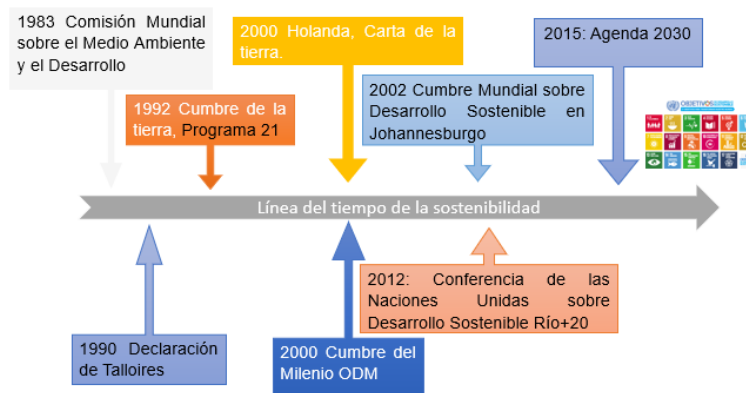 1983 Comisión Mundial
sobre el Medio Ambiente
y el Desarrollo
1992 Cumbre de la
tierra, Programa 21
2000 Holanda, Carta de la
tierra.
2002 Cumbre Mundial sobre
Desarrollo Sostenible en
Johannesburgo
2015: Agenda 2030
OBJETIVOS
Línea del tiempo de la sostenibilidad
1990 Declaración
de Talloires
2000 Cumbre del
Milenio ODM
2012: Conferencia de las
Naciones Unidas sobre
Desarrollo Sostenible Río+20